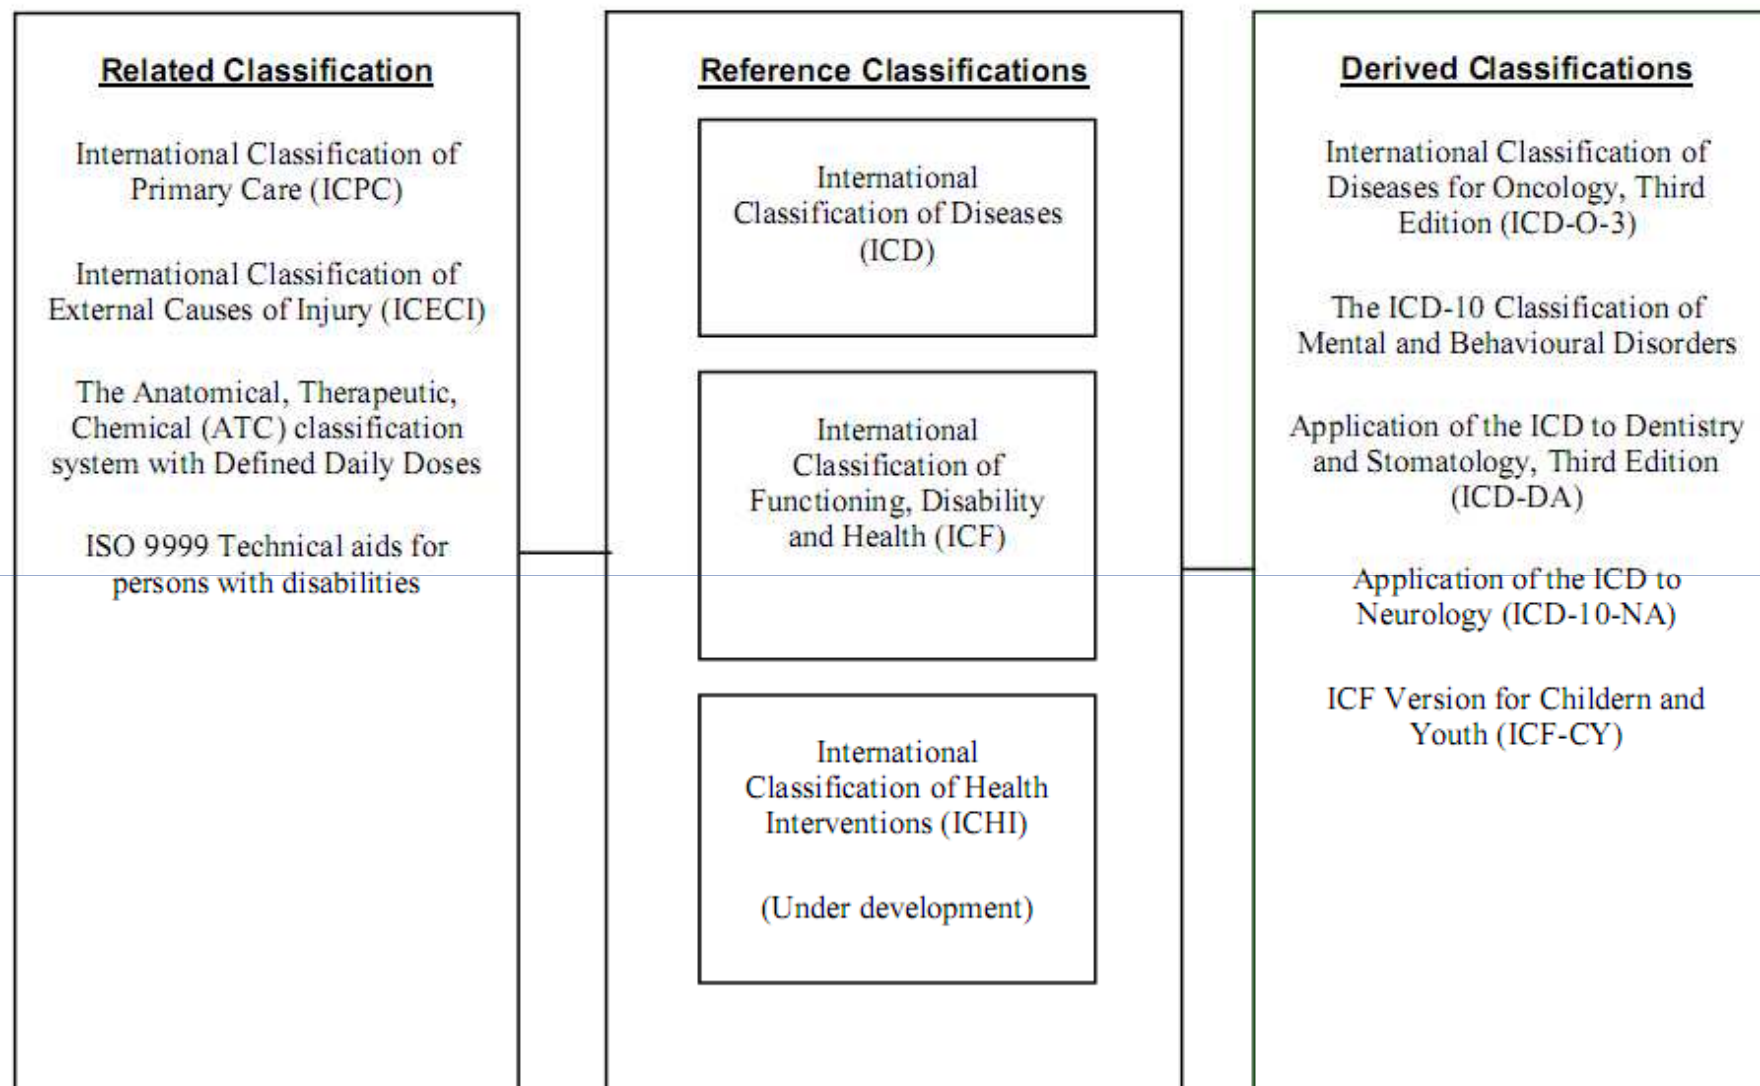 Related Classification
International Classification of
Primary Care (ICPC)
International Classification of
External Causes of Injury (ICECI)
The Anatomical, Therapeutic,
Chemical (ATC) classification
system with Defined Daily Doses
ISO 9999 Technical aids for
persons with disabilities
Reference Classifications
International
Classification of Diseases
(ICD)
International
Classification of
Functioning, Disability
and Health (ICF)
International
Classification of Health
Interventions (ICHI)
(Under development)
Derived Classifications
International Classification of
Diseases for Oncology, Third
Edition (ICD-O-3)
The ICD-10 Classification of
Mental and Behavioural Disorders
Application of the ICD to Dentistry
and Stomatology, Third Edition
(ICD-DA)
Application of the ICD to
Neurology (ICD-10-NA)
ICF Version for Childern and
Youth (ICF-CY)